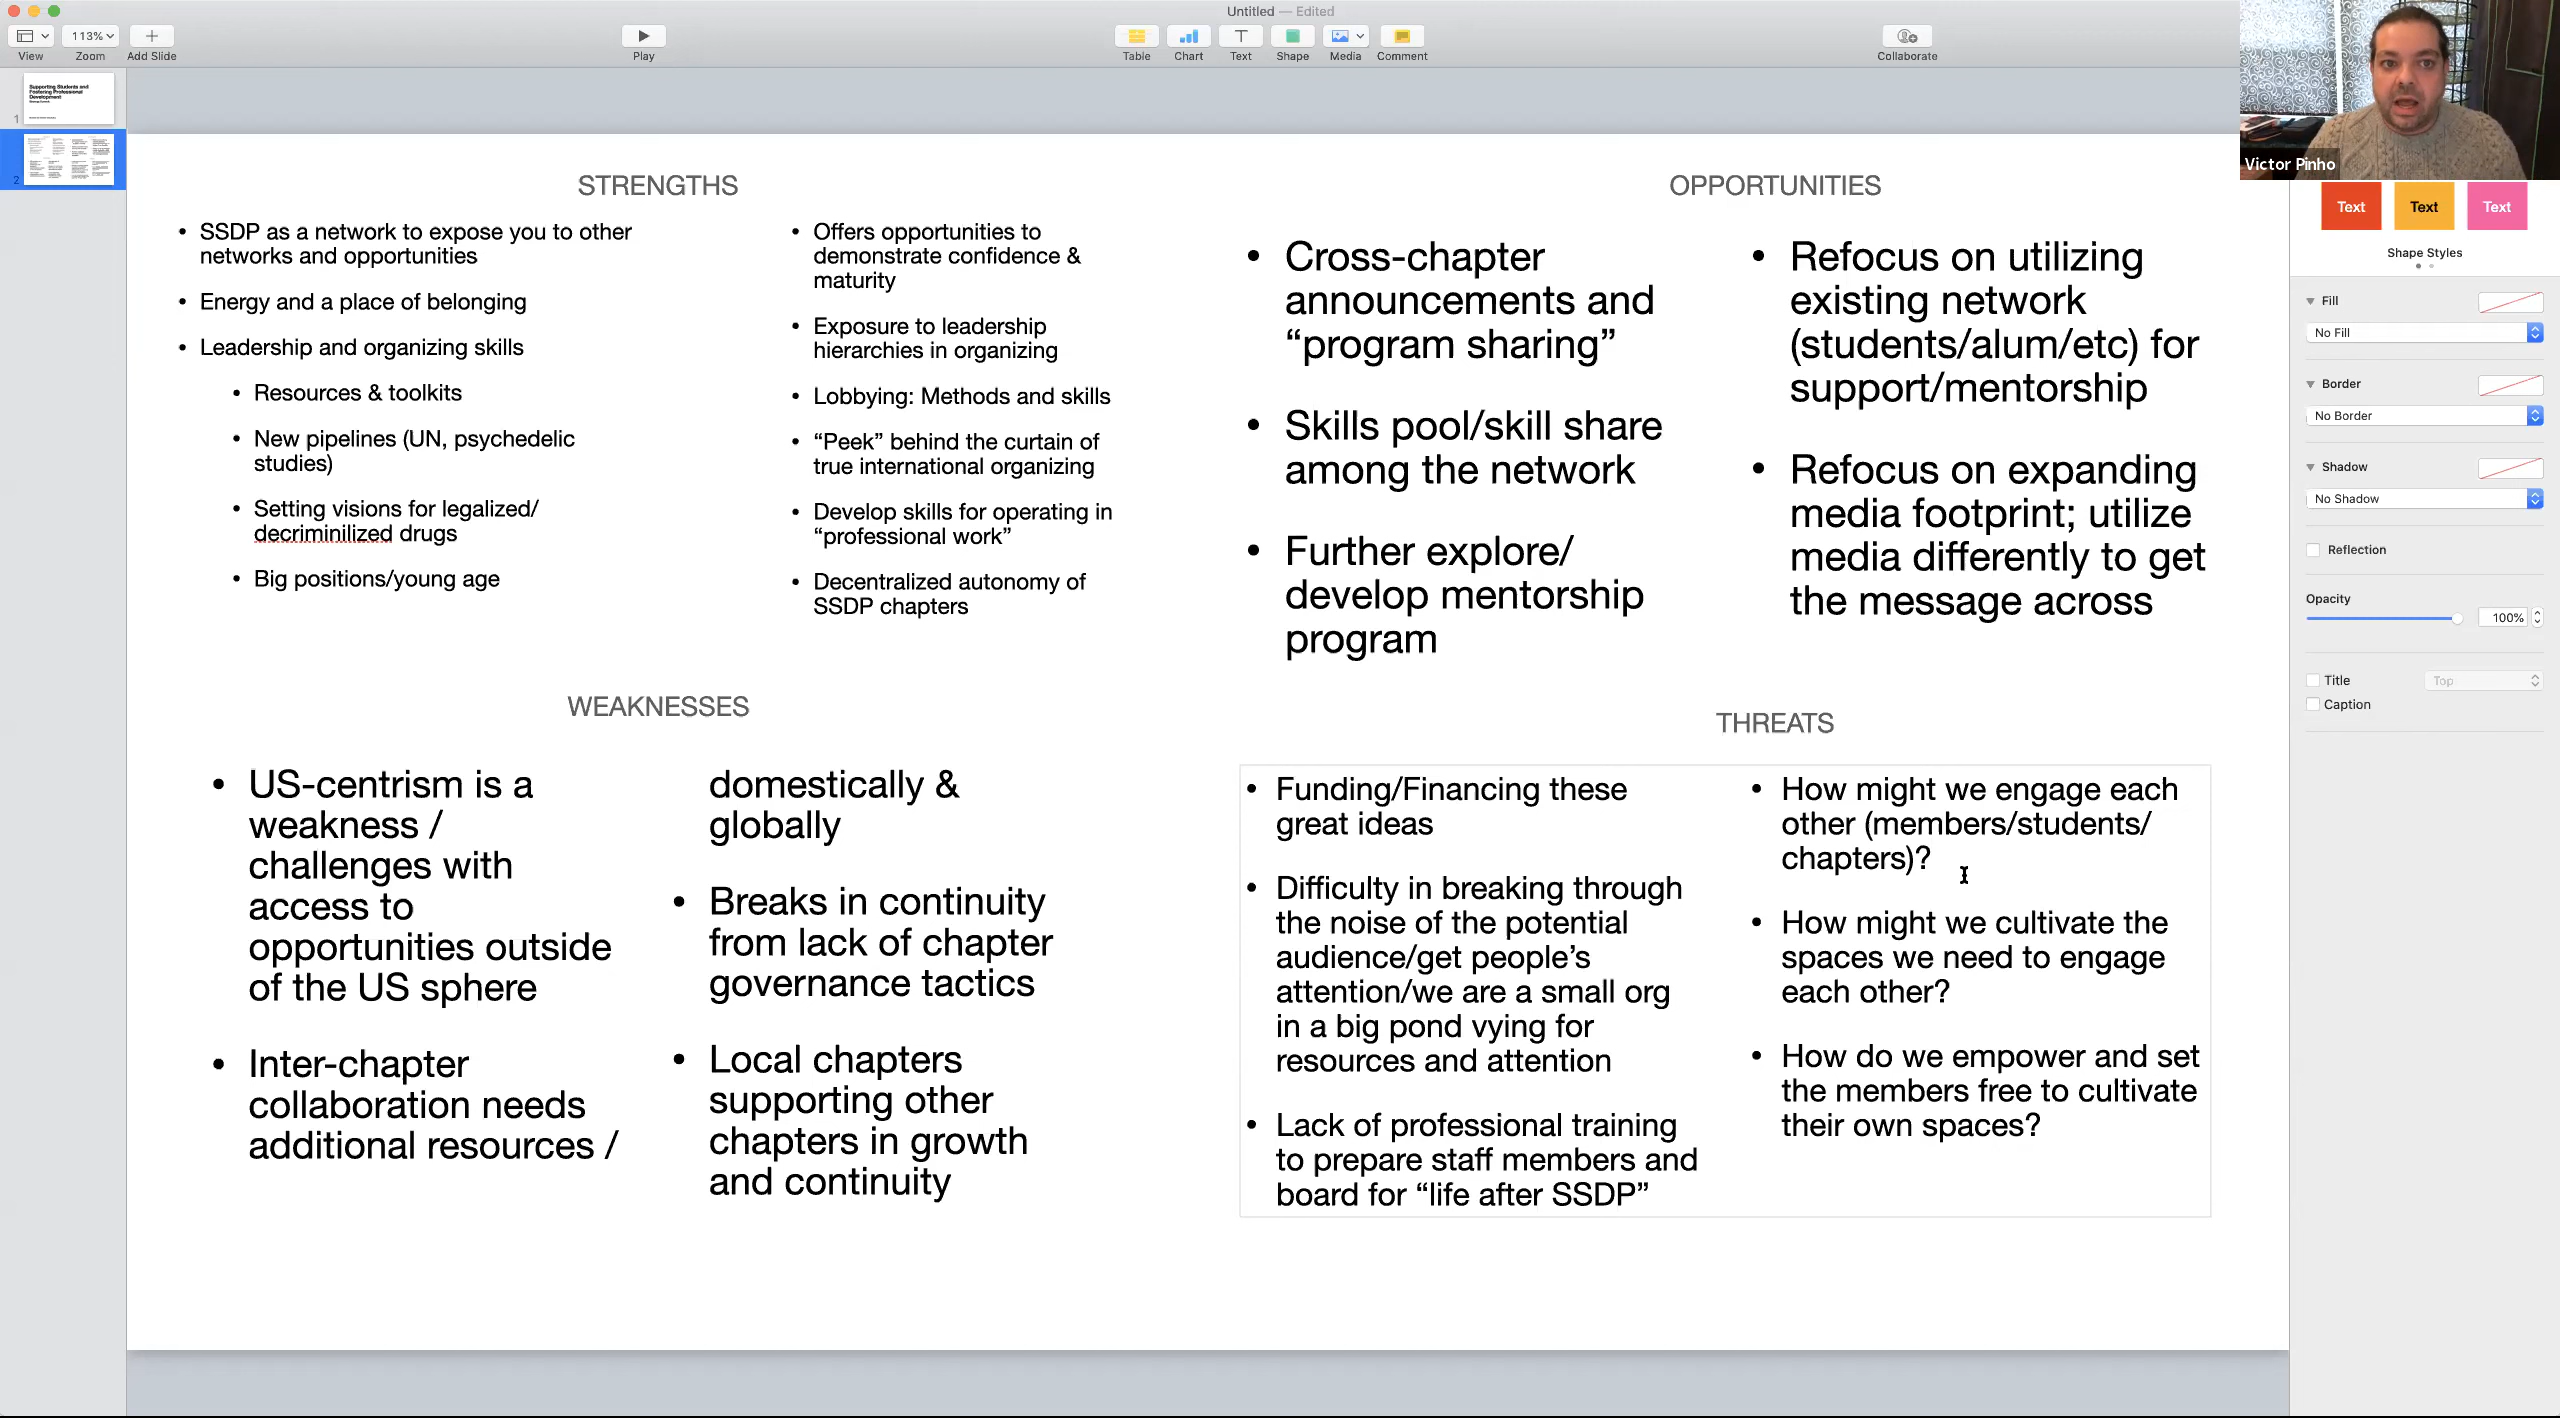 Untitled — Edited
113%
View
Zoom
Add Slide
Play
Table
Chart
Text
Shape
Media
Comment
Collaborate
Victor Pinho
1
Supporting Students and
Fostering Professional
Development
2
STRENGTHS
• SSDP as a network to expose you to other
networks and opportunities
• Energy and a place of belonging
• Leadership and organizing skills
• Resources & toolkits
• New pipelines (UN, psychedelic
studies)
• Setting visions for legalized/
decriminilized drugs
• Big positions/young age
• Offers opportunities to
demonstrate confidence &
maturity
• Exposure to leadership
hierarchies in organizing
• Lobbying: Methods and skills
• “Peek” behind the curtain of
true international organizing
• Develop skills for operating in
“professional work”
• Decentralized autonomy of
SSDP chapters
OPPORTUNITIES
• Cross-chapter
announcements and
“program sharing”
• Skills pool/skill share
among the network
• Further explore/
develop mentorship
program
• Refocus on utilizing
existing network
(students/alum/etc) for
support/mentorship
• Refocus on expanding
media footprint; utilize
media differently to get
the message across
WEAKNESSES
• US-centrism is a
weakness /
challenges with
access to
opportunities outside
of the US sphere
• Inter-chapter
collaboration needs
additional resources /
domestically &
globally
• Breaks in continuity
from lack of chapter
governance tactics
• Local chapters
supporting other
chapters in growth
and continuity
THREATS
• Funding/Financing these
great ideas
• Difficulty in breaking through
the noise of the potential
audience/get people’s
attention/we are a small org
in a big pond vying for
resources and attention
• Lack of professional training
to prepare staff members and
board for “life after SSDP”
• How might we engage each
other (members/students/
chapters)?
• How might we cultivate the
spaces we need to engage
each other?
• How do we empower and set
the members free to cultivate
their own spaces?
Text
Text
Text
Shape Styles
Fill
No Fill
Border
No Border
Shadow
No Shadow
Reflection
Opacity
100%
Title
Top
Caption